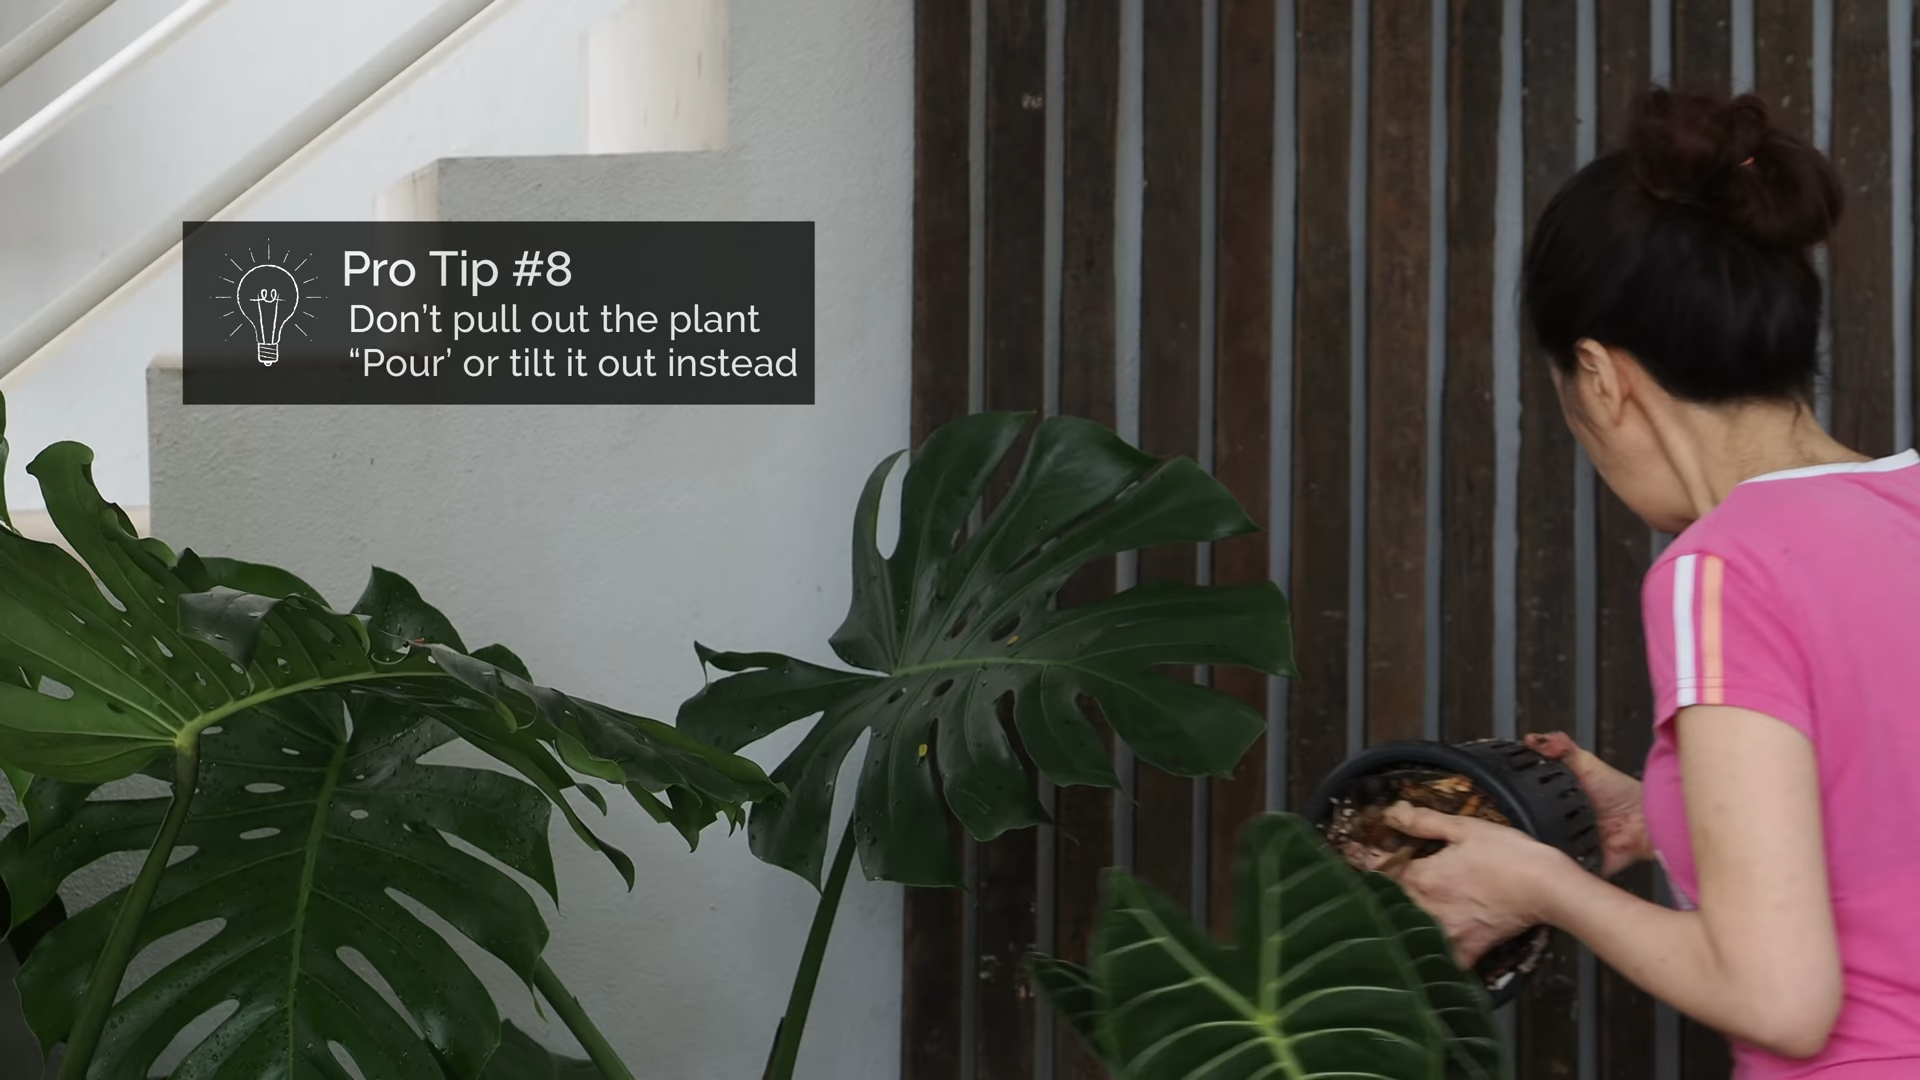 Pro Tip #8
Don’t pull out the plant
“Pour’ or tilt it out instead